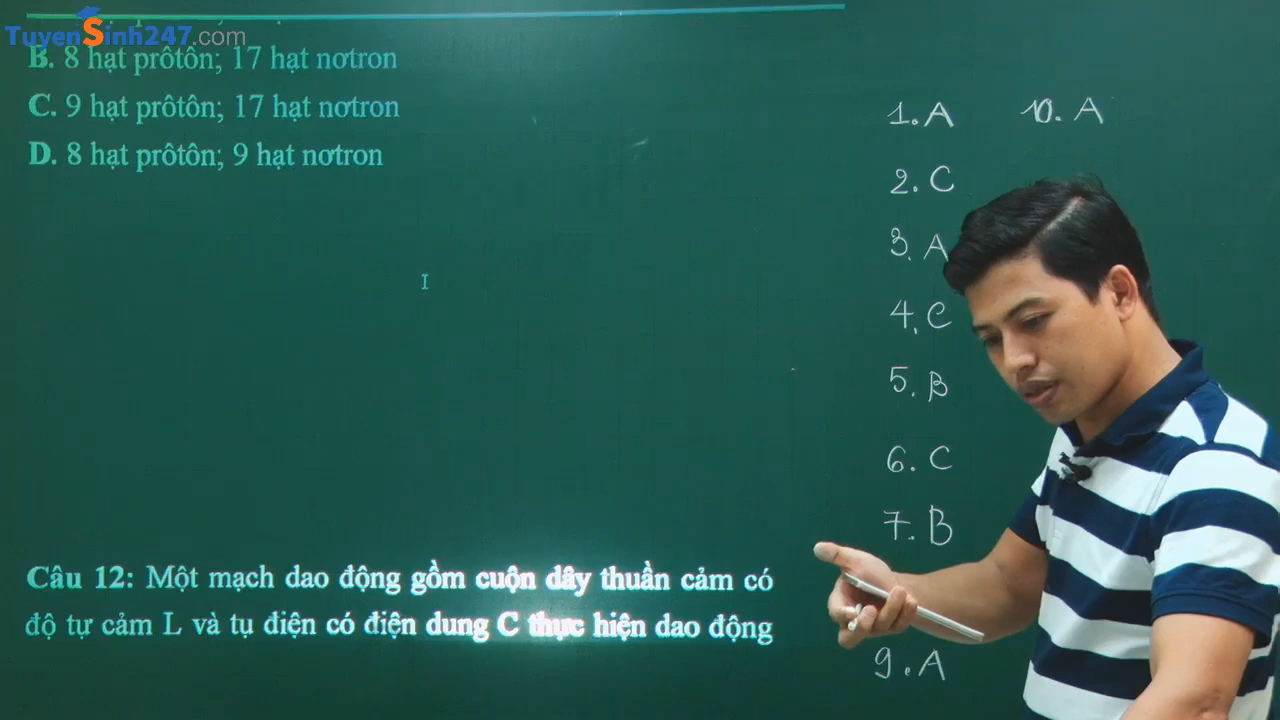 TuyenSinh247.com
B. 8 hạt prôtôn; 17 hạt nơtron
C. 9 hạt prôtôn; 17 hạt nơtron
D. 8 hạt prôtôn; 9 hạt nơtron
Câu 12: Một mạch dao động gồm cuộn dây thuần cảm có
độ tự cảm L và tụ điện có điện dung C thực hiện dao động
1. A
2. C
3. A
4. C
5. B
6. C
7. B
9. A
10. A